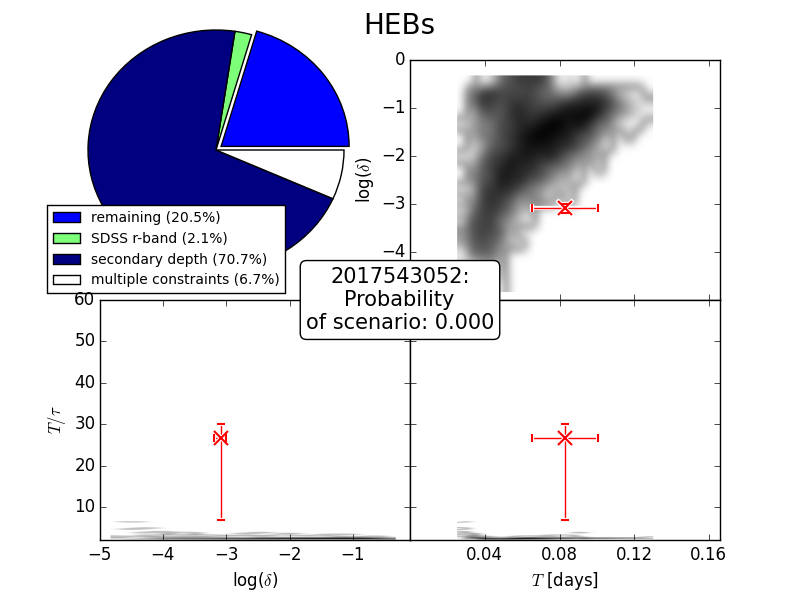 HEBs
remaining (20.5%)
SDSS r-band (2.1%)
secondary depth (70.7%)
multiple constraints (6.7%)
0
−1
−2
−3
−4
log(δ)
2017543052:
Probability
of scenario: 0.000
60
50
40
30
20
10
T/τ
−5
−4
−3
−2
−1
log(δ)
0.04
0.08
0.12
0.16
T [days]